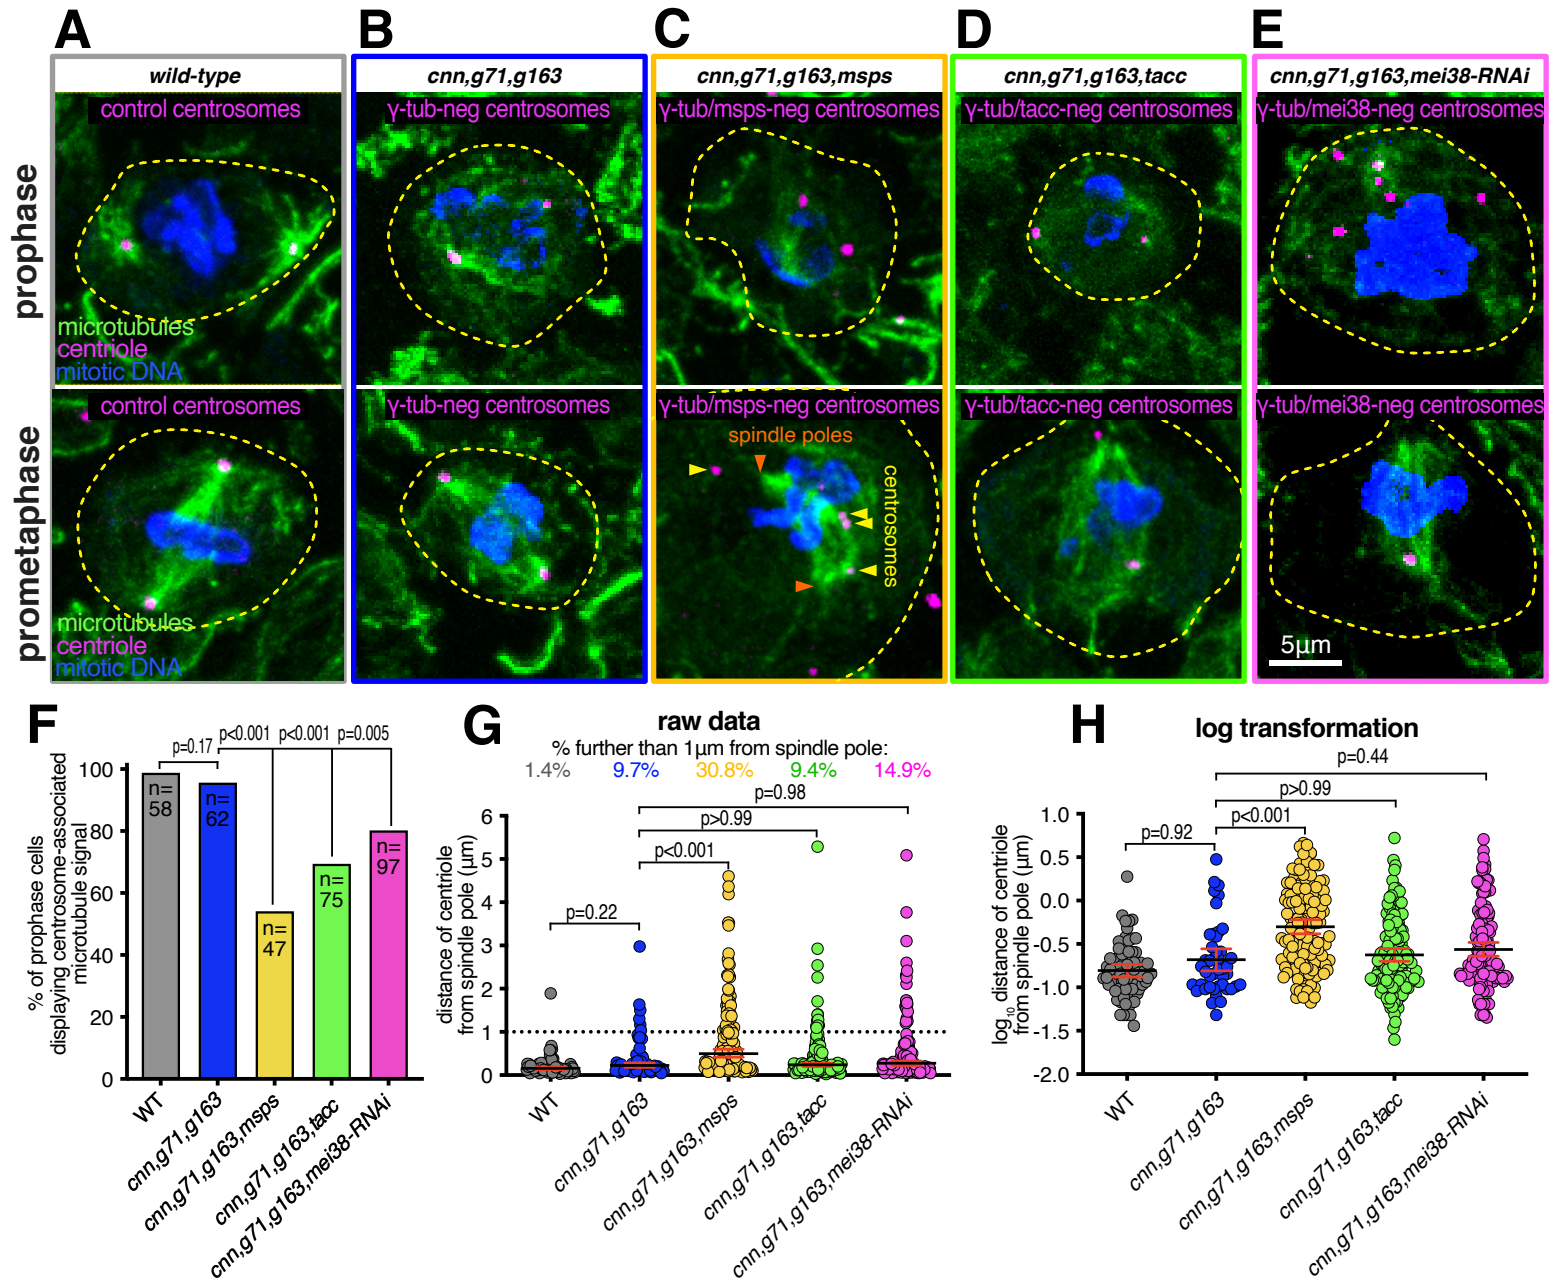 A
B
C
D
E
wild-type
cnn,g71,g163
cnn,g71,g163,msps
cnn,g71,g163,tacc
cnn,g71,g163,mei38-RNAi
prophase
control centrosomes
γ-tub-neg centrosomes
γ-tub/msps-neg centrosomes
γ-tub/tacc-neg centrosomes
γ-tub/mei38-neg centrosomes
microtubules
centriole
mitotic DNA
prometaphase
control centrosomes
γ-tub-neg centrosomes
γ-tub/msps-neg centrosomes
γ-tub/tacc-neg centrosomes
γ-tub/mei38-neg centrosomes
spindle poles
centrosomes
microtubules
centriole
mitotic DNA
5μm
F
p=0.17
p<0.001
p<0.001
p=0.005
% of prophase cells
displaying centrosome-associated
microtubule signal
100
80
60
40
20
0
n=
58
n=
62
n=
47
n=
75
n=
97
WT
cnn,g71,g163
cnn,g71,g163,msps
cnn,g71,g163,tacc
cnn,g71,g163,mei38-RNAi
G
raw data
% further than 1μm from spindle pole:
1.4%
9.7%
30.8%
9.4%
14.9%
p=0.98
p>0.99
p<0.001
p=0.22
distance of centriole
from spindle pole (μm)
6
5
4
3
2
1
0
WT
cnn,g71,g163
cnn,g71,g163,msps
cnn,g71,g163,tacc
cnn,g71,g163,mei38-RNAi
H
log transformation
p=0.44
p>0.99
p<0.001
p=0.92
log10 distance of centriole
from spindle pole (μm)
1.0
0.5
0.0
-0.5
-1.0
-1.5
-2.0
WT
cnn,g71,g163
cnn,g71,g163,msps
cnn,g71,g163,tacc
cnn,g71,g163,mei38-RNAi